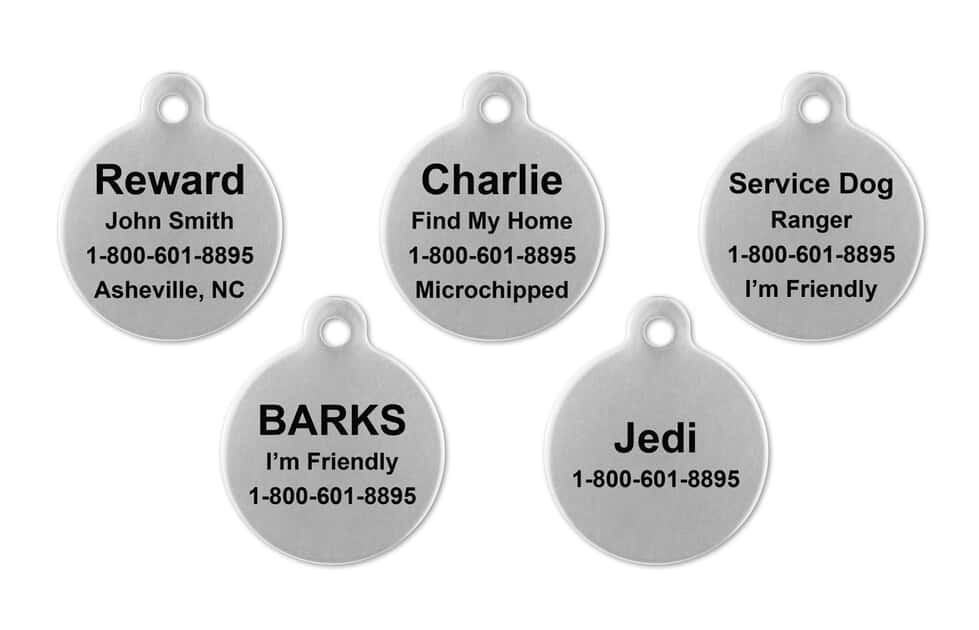 Reward
John Smith
1-800-601-8895
Asheville, NC
Charlie
Find My Home
1-800-601-8895
Microchipped
Service Dog
Ranger
1-800-601-8895
I’m Friendly
BARKS
I’m Friendly
1-800-601-8895
Jedi
1-800-601-8895